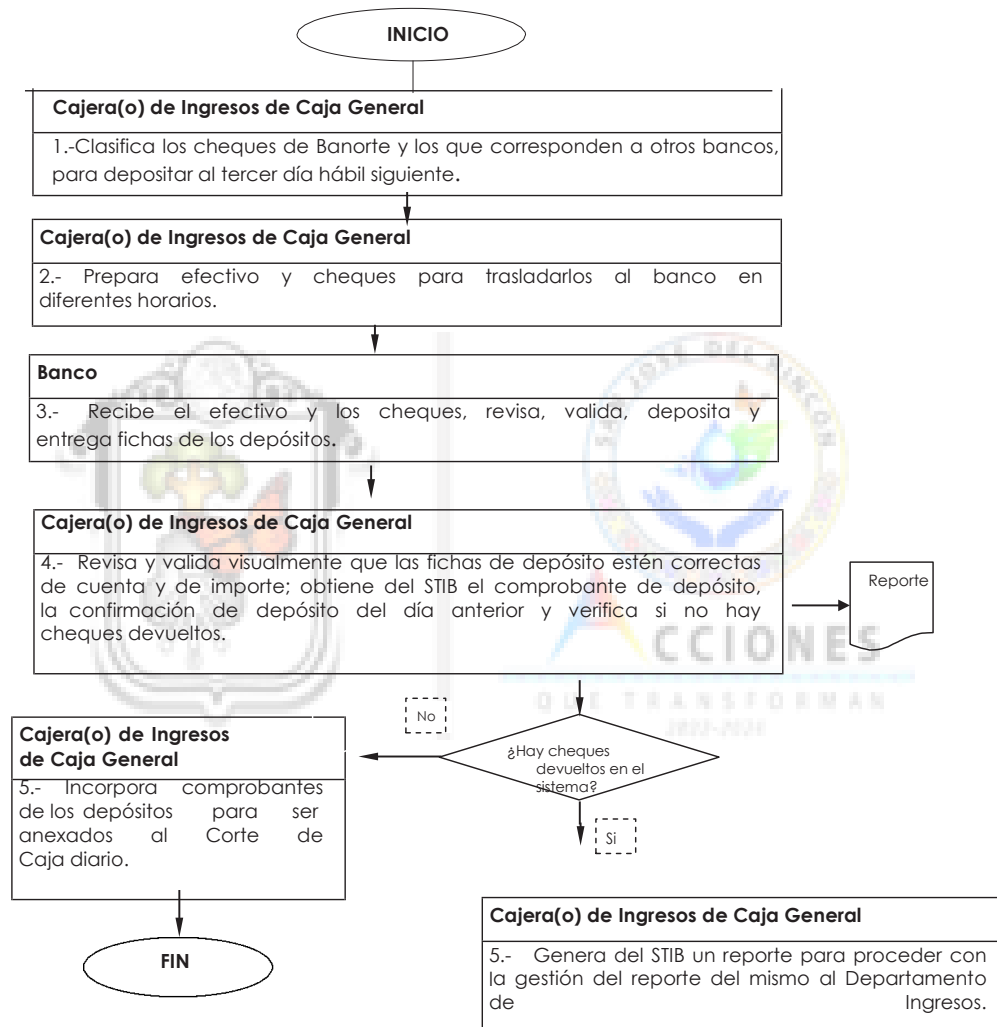 INICIO
Cajera(o) de Ingresos de Caja General
1.-Clasifica los cheques de Banorte y los que corresponden a otros bancos,
para depositar al tercer día hábil siguiente.
Cajera(o) de Ingresos de Caja General
2.- Prepara efectivo y cheques para trasladarlos al banco en
diferentes horarios.
Banco
3.- Recibe el efectivo y los cheques, revisa, valida, deposita y
entrega fichas de los depósitos.
SAN JOSE DEL RINCON
Cajera(o) de Ingresos de Caja General
4.- Revisa y valida visualmente que las fichas de depósito estén correctas
de cuenta y de importe; obtiene del STIB el comprobante de depósito,
la confirmación de depósito del día anterior y verifica si no hay
cheques devueltos.
Reporte
ACCIONES
QUE TRANSFORMAN
No
¿Hay cheques
devueltos en el
sistema?
Si
Cajera(o) de Ingresos
de Caja General
5.- Incorpora comprobantes
de los depósitos para ser
anexados al Corte de
Caja diario.
FIN
Cajera(o) de Ingresos de Caja General
5.- Genera del STIB un reporte para proceder con
la gestión del reporte del mismo al Departamento
de Ingresos.